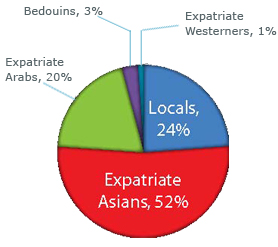 Bedouins, 3%
Expatriate
Westerners, 1%
Expatriate
Arabs, 20%
Locals,
24%
Expatriate
Asians, 52%